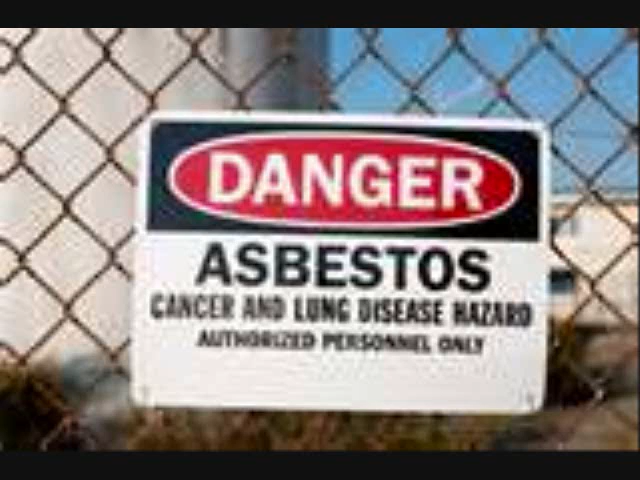 DANGER
ASBESTOS
CANCER AND LUNG DISEASE HAZARD
AUTHORIZED PERSONNEL ONLY